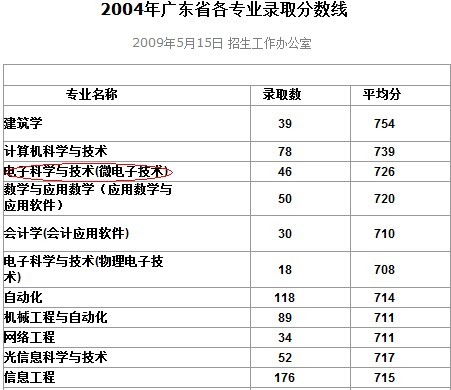 2004年广东省各专业录取分数线
2009年5月15日 招生工作办公室
专业名称 录取数 平均分
建筑学 39 754
计算机科学与技术 78 739
电子科学与技术(微电子技术) 46 726
数学与应用数学（应用数学与
应用软件） 50 720
会计学(会计应用软件) 30 710
电子科学与技术(物理电子技
术) 18 708
自动化 118 714
机械工程与自动化 89 711
网络工程 34 711
光信息科学与技术 52 717
信息工程 176 715